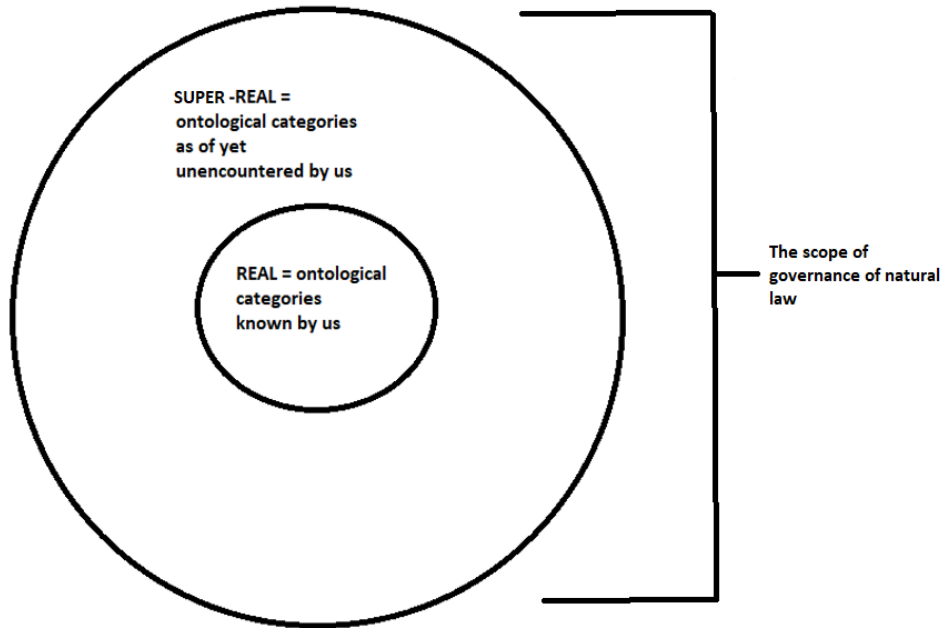 SUPER -REAL =
ontological categories
as of yet
unencountered by us
REAL = ontological
categories
known by us
The scope of
governance of natural
law